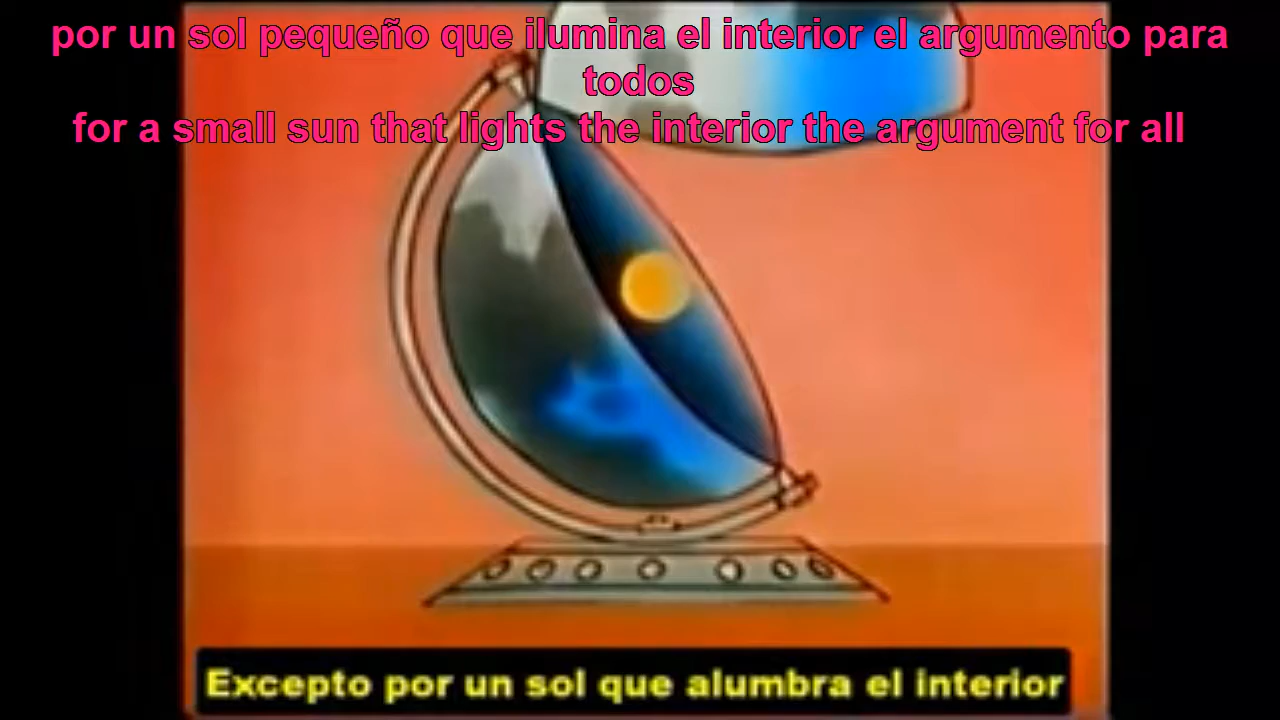 por un sol pequeño que ilumina el interior el argumento para
todos
for a small sun that lights the interior the argument for all
Excepto por un sol que alumbra el interior